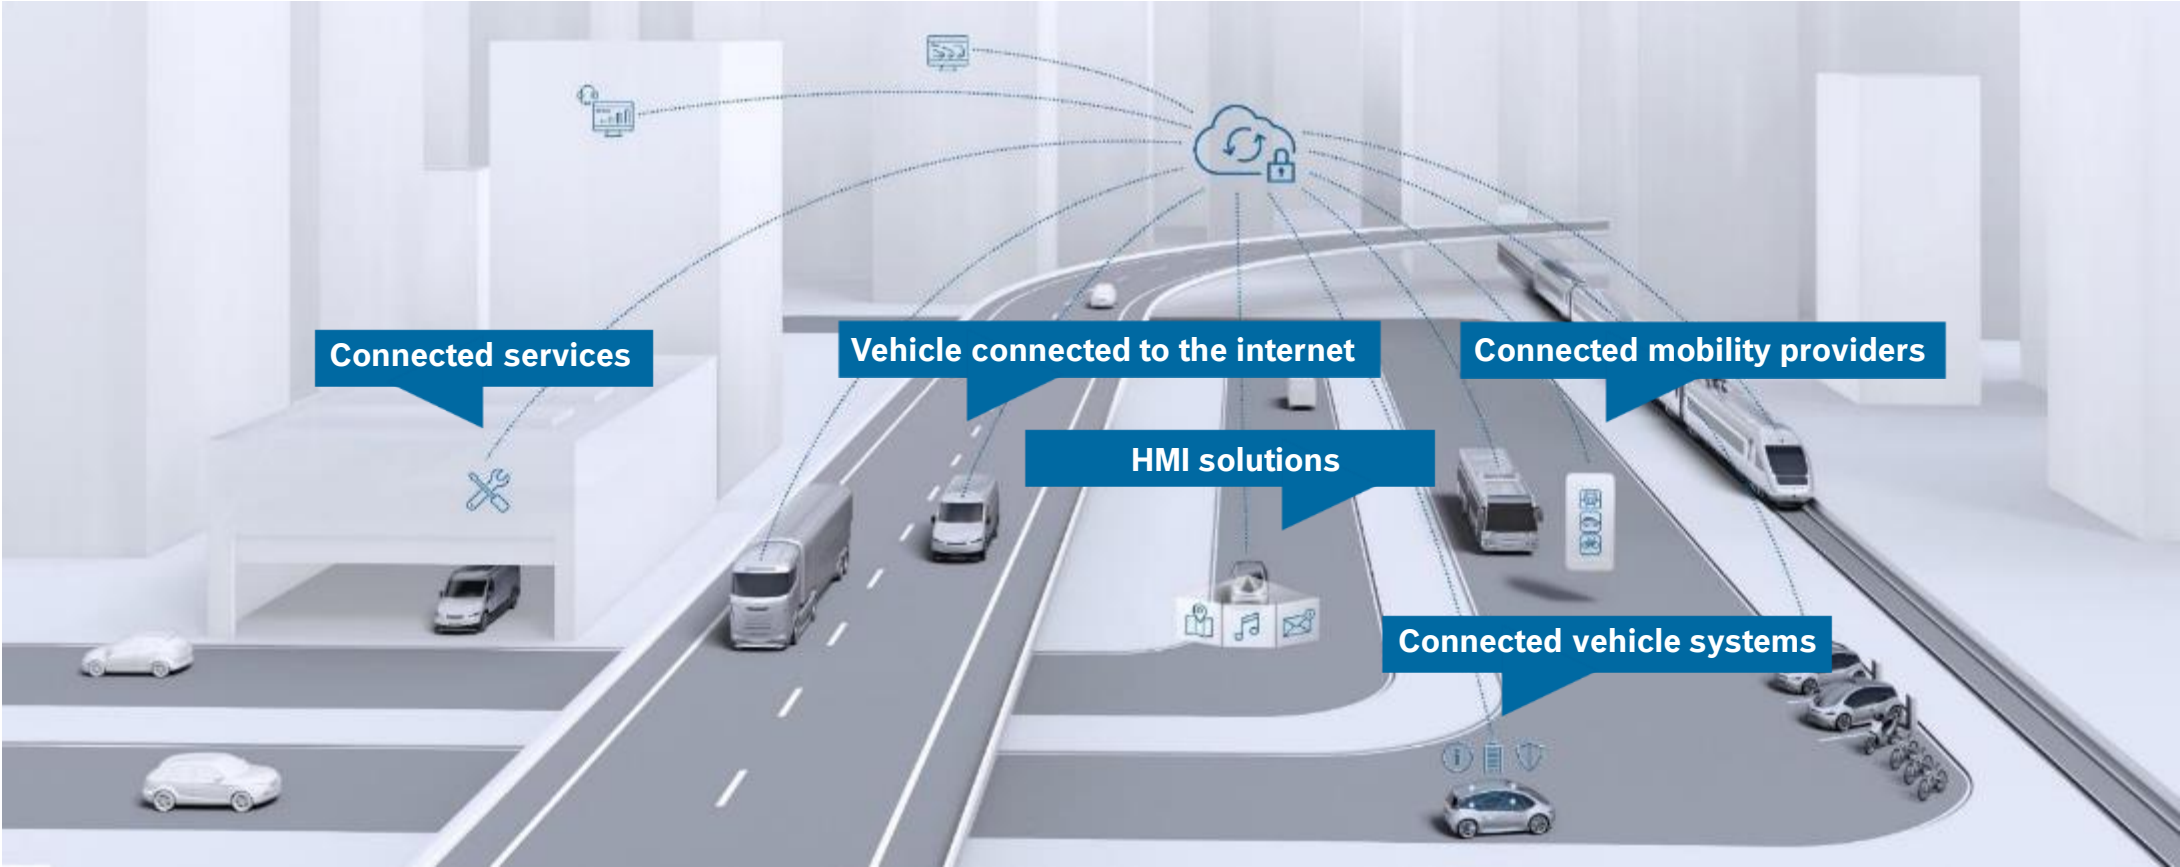 Connected services
Vehicle connected to the internet
Connected mobility providers
HMI solutions
Connected vehicle systems